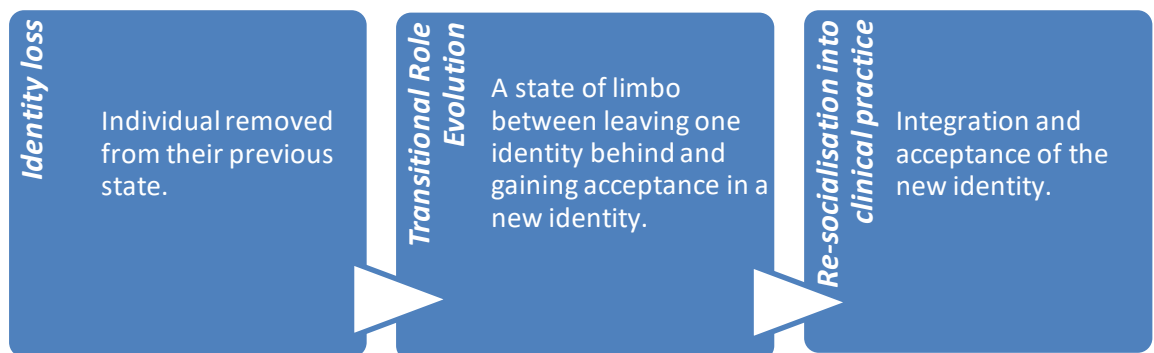 Identity loss
Individual removed
from their previous
state.
Transitional Role
Evolution
A state of limbo
between leaving one
identity behind and
gaining acceptance in a
new identity.
Re-socialisation into
clinical practice
Integration and
acceptance of the
new identity.